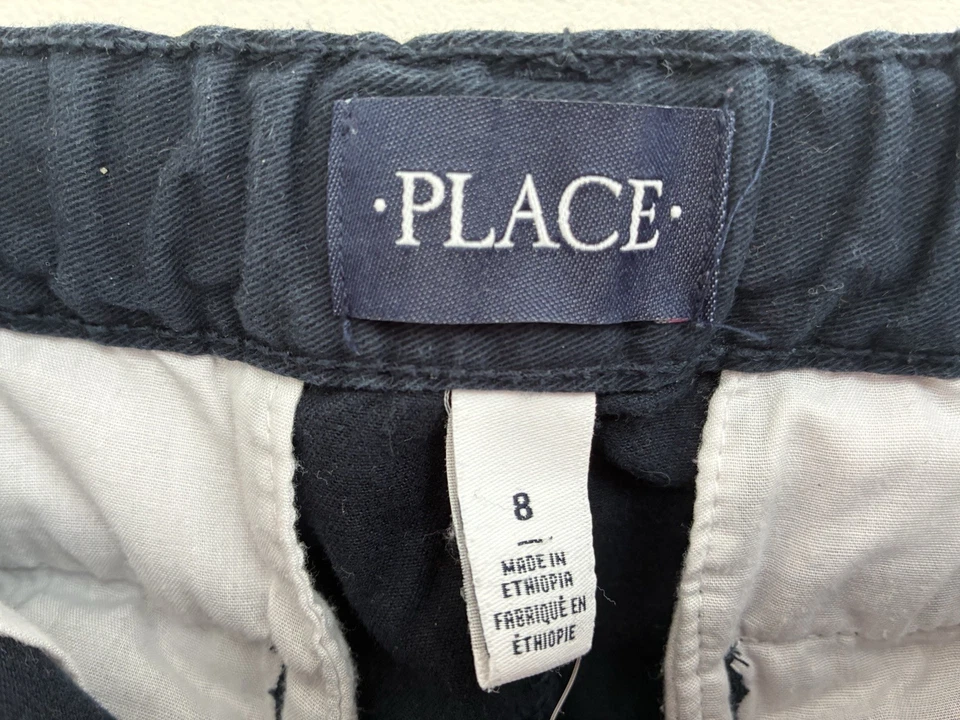 ·PLACE·
8
MADE IN
ETHIOPIA
FABRIQUÉ EN
ÉTHIOPIE